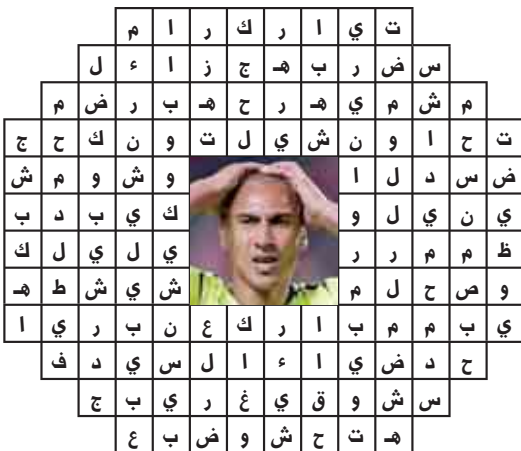 ت ي ا ر ك ر ا م
س ض ر ب هـ ج ز ا ء ل
م ش م ي هـ ر ح هـ ب ر ض م
ت ح ا و ن ش ي ل ت و ن ك ح ج
ض س د ل ا و ش و م ش
ي ن ي ل و ك ي ب د ب
ظ م م ر ر ي ل ي ل ك
و ص ح ل م ش ي ش ط هـ
ي ب م م ب ا ر ك ع ن ب ر ي ا
ح د ض ي ا ء ا ل س ي د ف
س ش و ق ي غ ر ي ب ج
هـ ت ح ش و ض ب ع